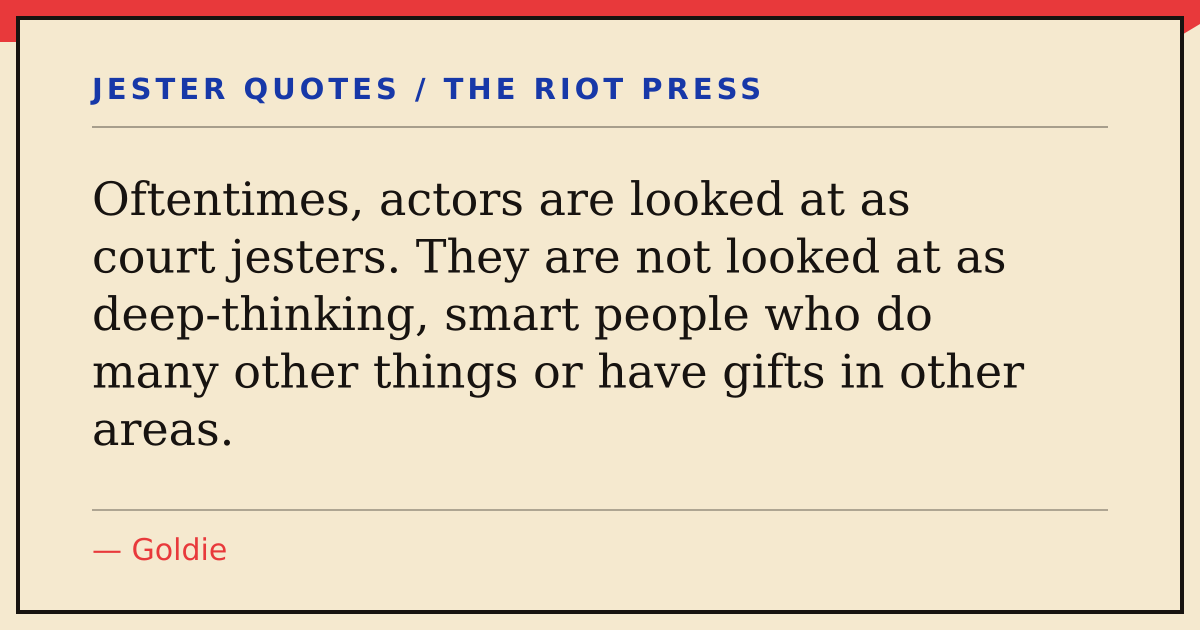 JESTER QUOTES / THE RIOT PRESS
Oftentimes, actors are looked at as
court jesters. They are not looked at as
deep-thinking, smart people who do
many other things or have gifts in other
areas.
— Goldie